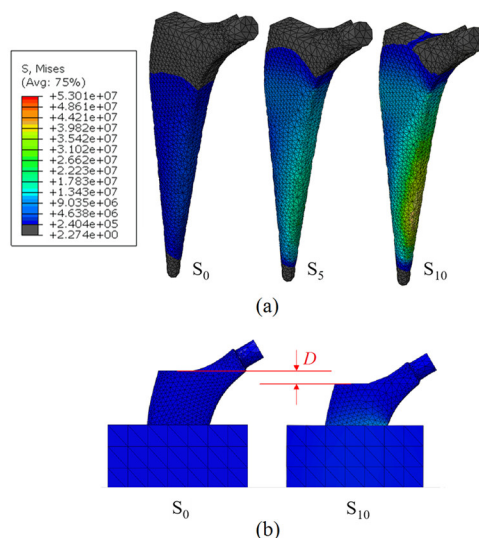 S, Mises
(Avg: 75%)
+5.301e+07
+4.861e+07
+4.421e+07
+3.982e+07
+3.542e+07
+3.102e+07
+2.662e+07
+2.223e+07
+1.783e+07
+1.343e+07
+9.035e+06
+4.638e+06
+2.404e+05
+2.274e+00
S₀ S₅ S₁₀
(a)
D
S₀ S₁₀
(b)